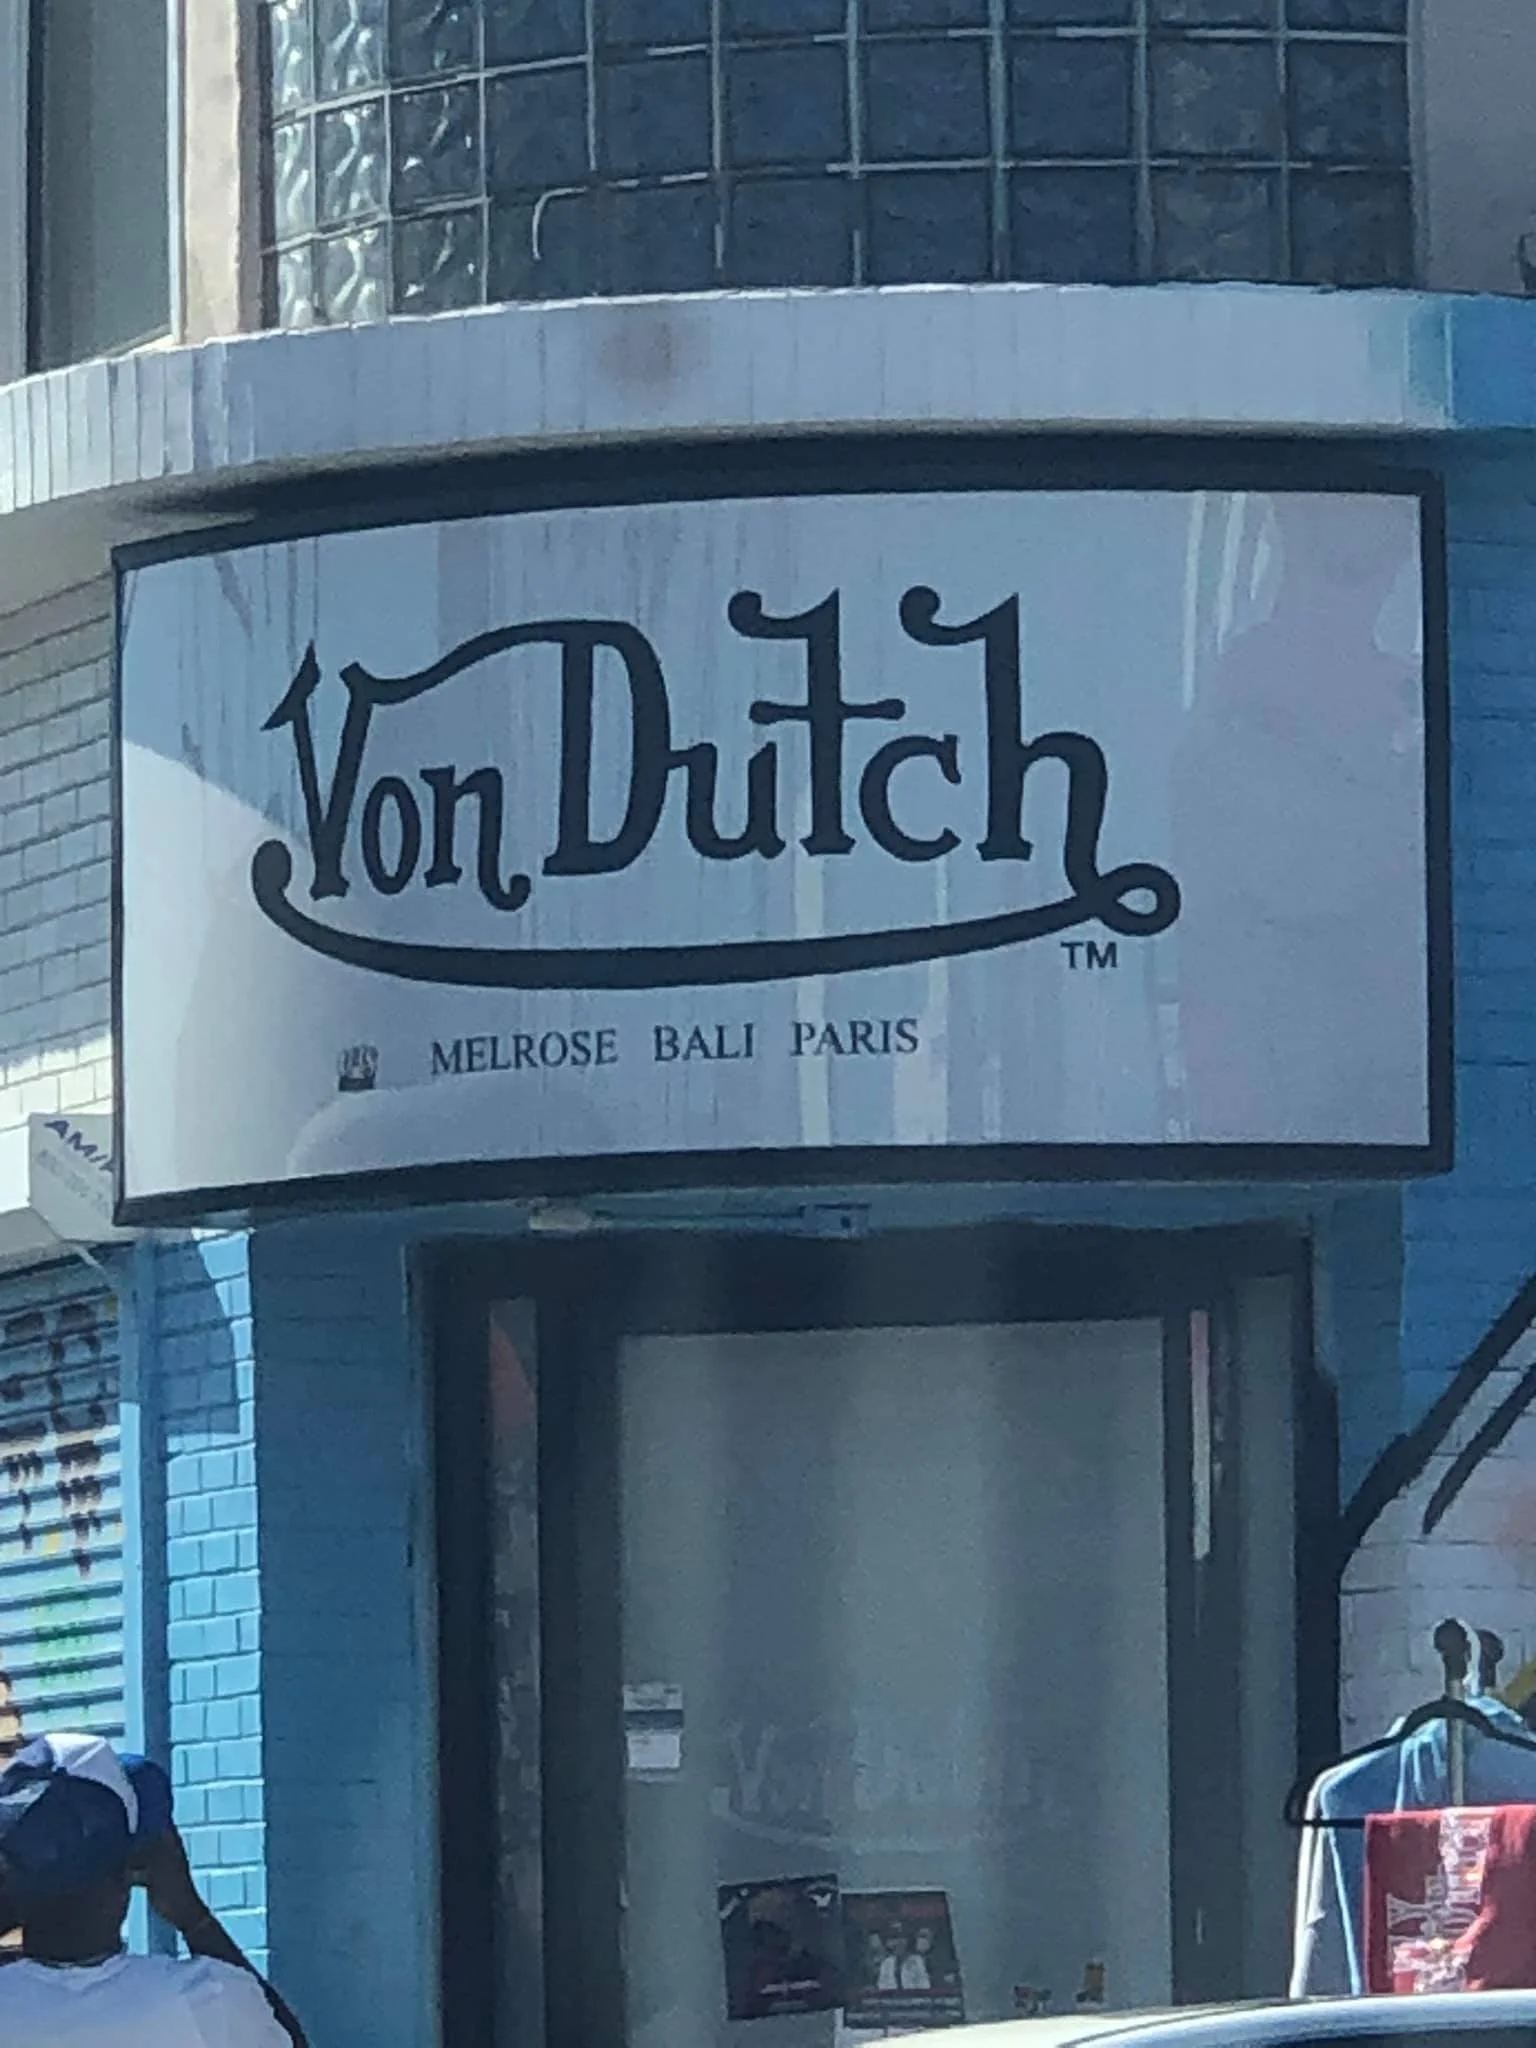 Von Dutch
TM
MELROSE BALI PARIS